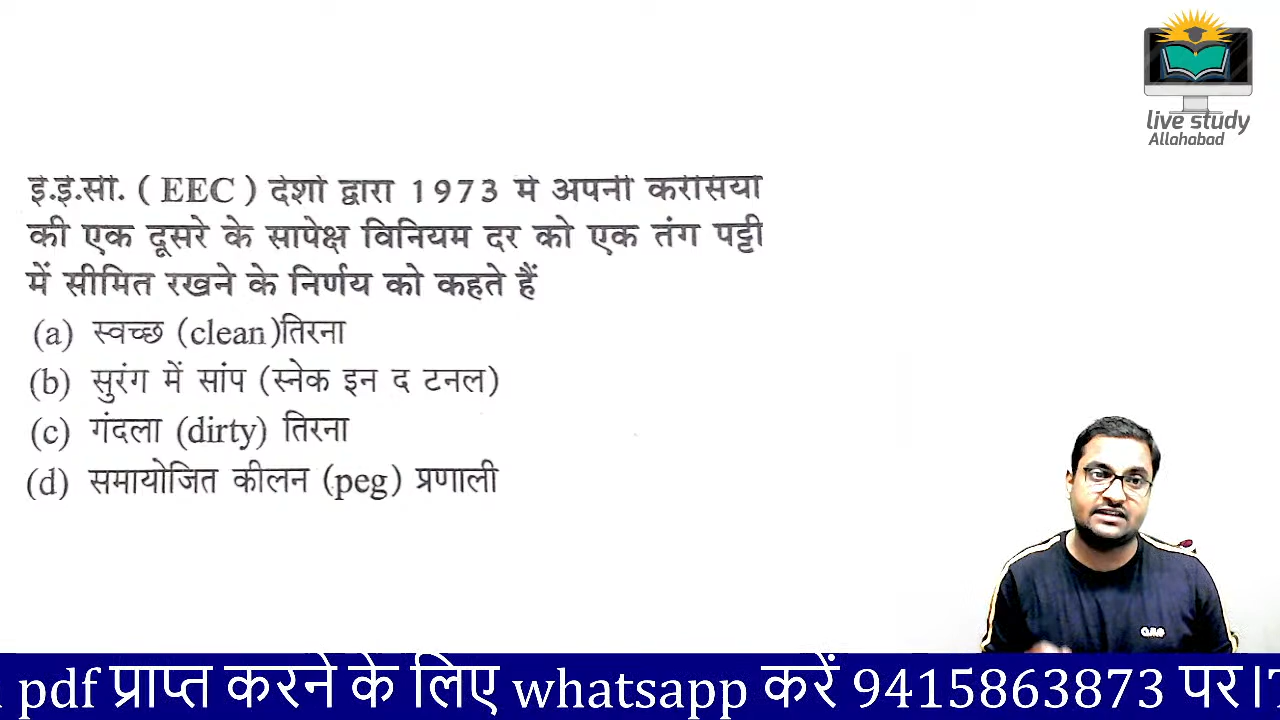 live study
Allahabad
ई.ई.सी. ( EEC ) देशों द्वारा 1973 में अपनी करेंसियों
की एक दूसरे के सापेक्ष विनियम दर को एक तंग पट्टी
में सीमित रखने के निर्णय को कहते हैं
(a) स्वच्छ (clean)तिरना
(b) सुरंग में सांप (स्नेक इन द टनल)
(c) गंदला (dirty) तिरना
(d) समायोजित कीलन (peg) प्रणाली
pdf प्राप्त करने के लिए whatsapp करें 9415863873 पर।